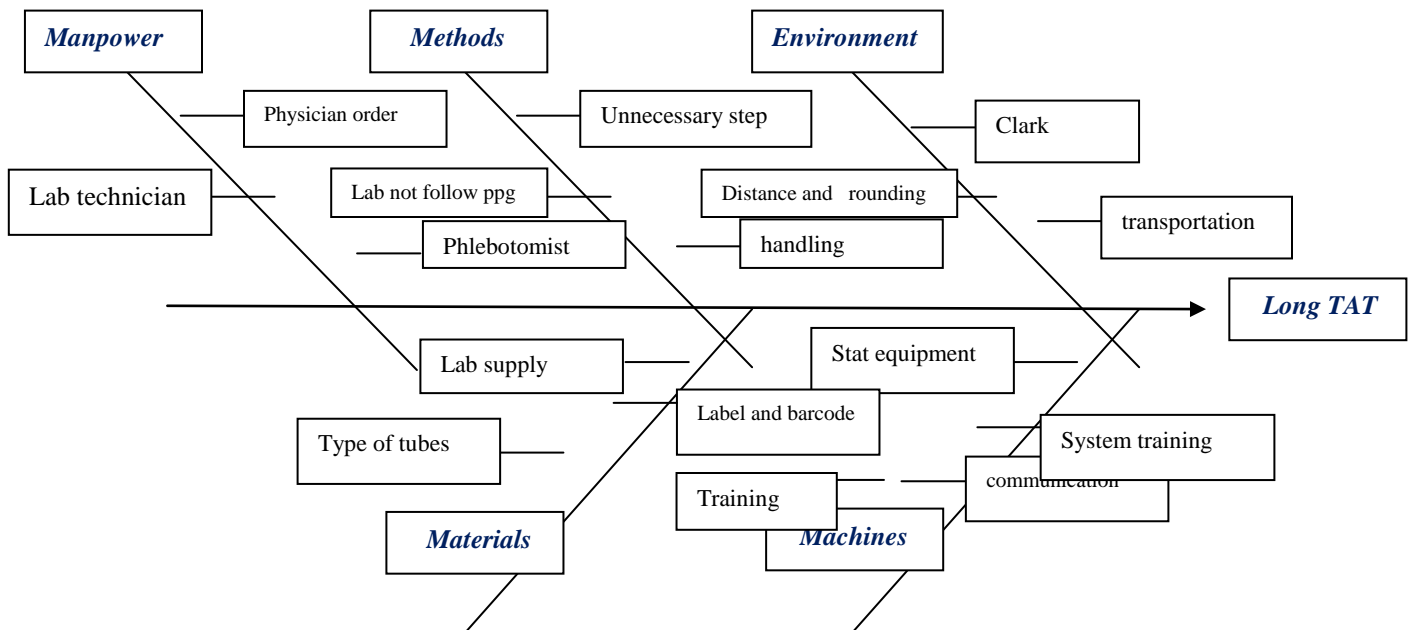 Manpower
Methods
Environment
Physician order
Unnecessary step
Clark
Lab technician
Lab not follow ppg
Distance and rounding
transportation
Phlebotomist
handling
Long TAT
Lab supply
Stat equipment
Label and barcode
Type of tubes
System training
communication
Training
Materials
Machines